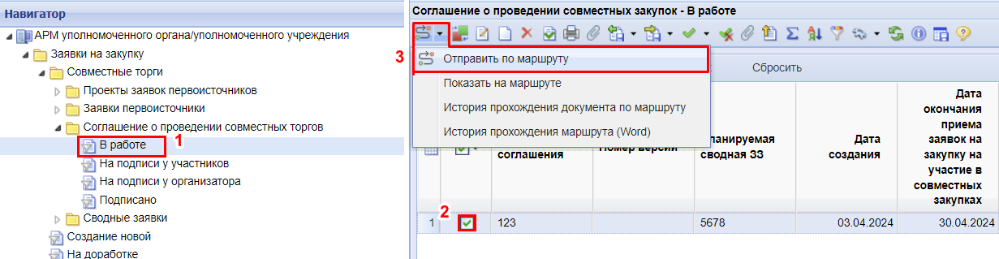 Навигатор
АРМ уполномоченного органа/уполномоченного учреждения
Заявки на закупку
Совместные торги
Проекты заявок первоисточников
Заявки первоисточники
Соглашение о проведении совместных торгов
В работе
1
На подписи у участников
На подписи у организатора
Подписано
Сводные заявки
Создание новой
На доработке
Соглашение о проведении совместных закупок - В работе
3
Отправить по маршруту
Показать на маршруте
История прохождения документа по маршруту
История прохождения маршрута (Word)
Сбросить
соглашения
Номер версии
сводная ЗЗ
Дата
создания
Дата
окончания
приема
заявок на
закупку на
участие в
совместных
закупках
2
1
123
5678
03.04.2024
30.04.2024